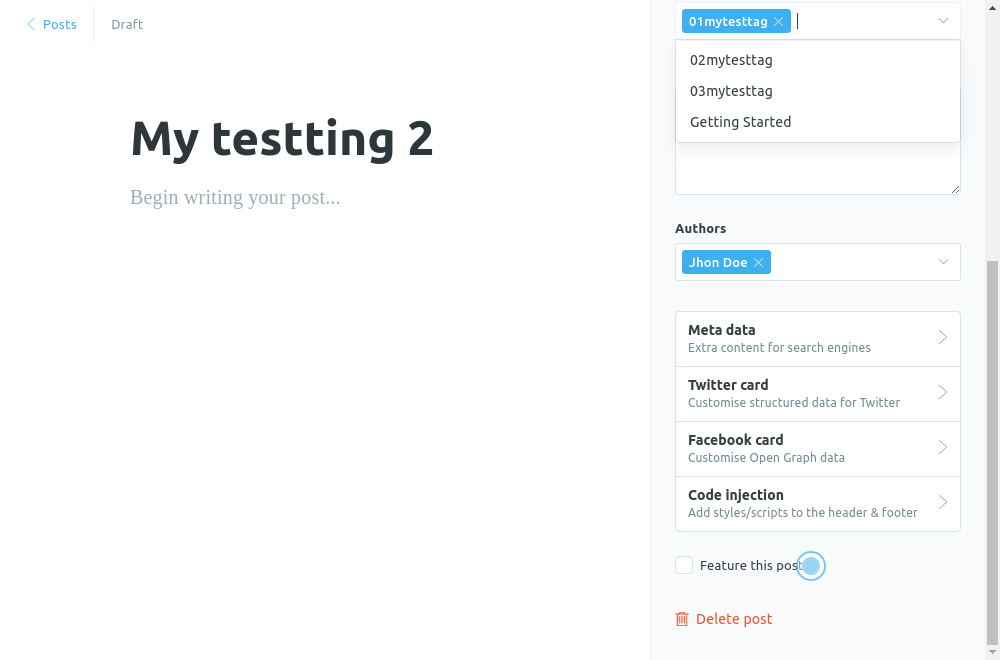 Posts
Draft
My testting 2
Begin writing your post...
01mytesttag
02mytesttag
03mytesttag
Getting Started
Authors
Jhon Doe
Meta data
Extra content for search engines
Twitter card
Customise structured data for Twitter
Facebook card
Customise Open Graph data
Code injection
Add styles/scripts to the header & footer
Feature this post
Delete post